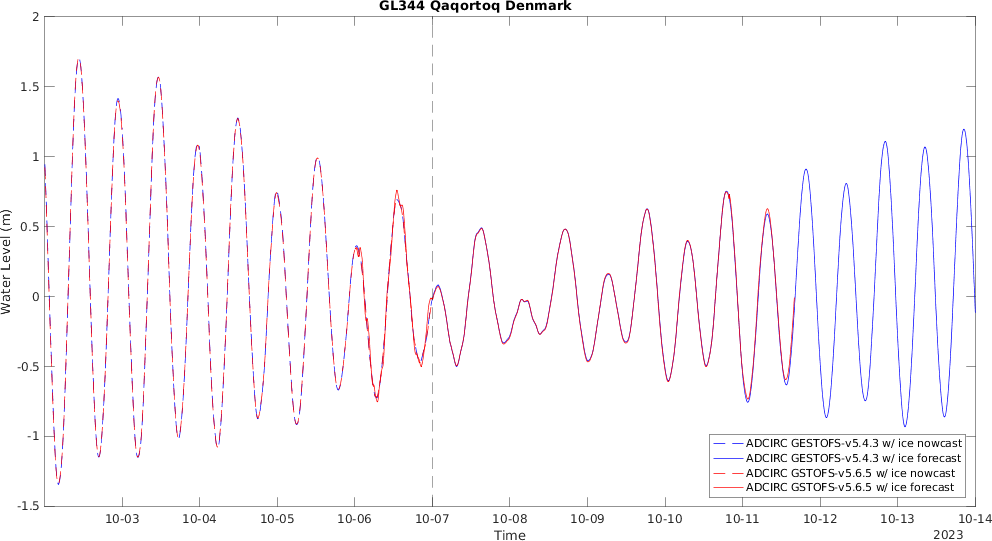 GL344 Qaqortoq Denmark
2
1.5
1
0.5
0
-0.5
-1
-1.5
Water Level (m)
ADCIRC GESTOFS-v5.4.3 w/ ice nowcast
ADCIRC GESTOFS-v5.4.3 w/ ice forecast
ADCIRC GSTOFS-v5.6.5 w/ ice nowcast
ADCIRC GSTOFS-v5.6.5 w/ ice forecast
10-03 10-04 10-05 10-06 10-07 10-08 10-09 10-10 10-11 10-12 10-13 10-14
Time
2023